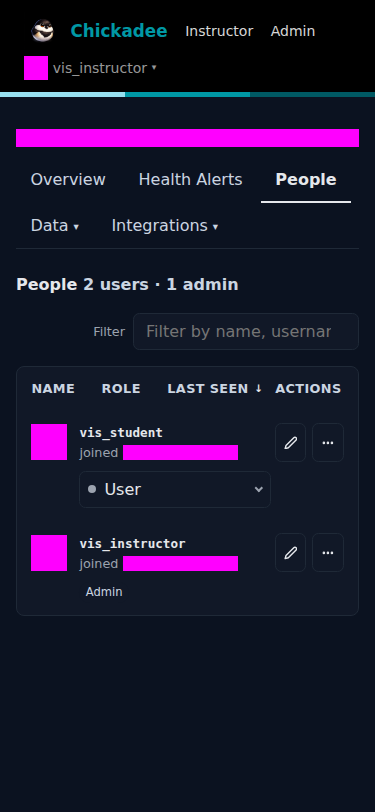 Chickadee Instructor Admin
vis_instructor ▾
Overview Health Alerts People
Data ▾ Integrations ▾
People 2 users · 1 admin
Filter Filter by name, usernar
NAME ROLE LAST SEEN ↓ ACTIONS
vis_student
joined
User
vis_instructor
joined
Admin